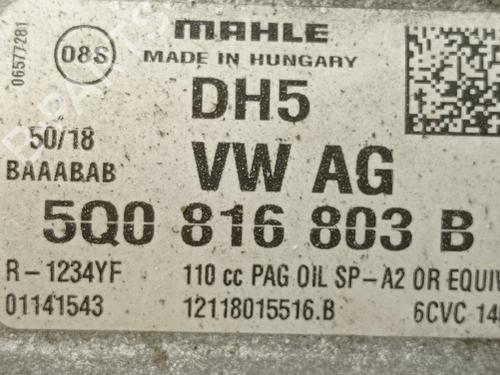 06577281
08S
MAHLE
MADE IN HUNGARY
DH5
50/18
BAAABAB
VW AG
5Q0 816 803 B
R-1234YF
110 cc PAG OIL SP-A2 OR EQUIV
01141543
12118015516.B
6CVC 14